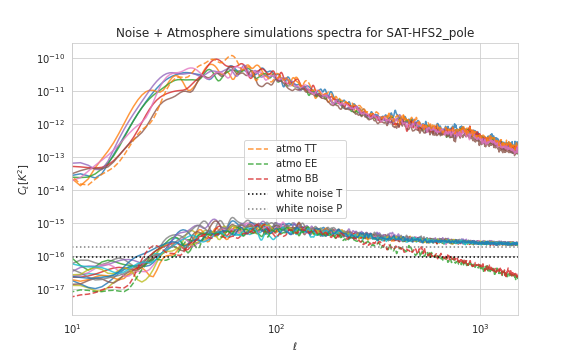 Noise + Atmosphere simulations spectra for SAT-HFS2_pole
10⁻¹⁰
10⁻¹¹
10⁻¹²
10⁻¹³
10⁻¹⁴
10⁻¹⁵
10⁻¹⁶
10⁻¹⁷
C_ℓ[K²]
atmo TT
atmo EE
atmo BB
white noise T
white noise P
10¹ 10² 10³
ℓ